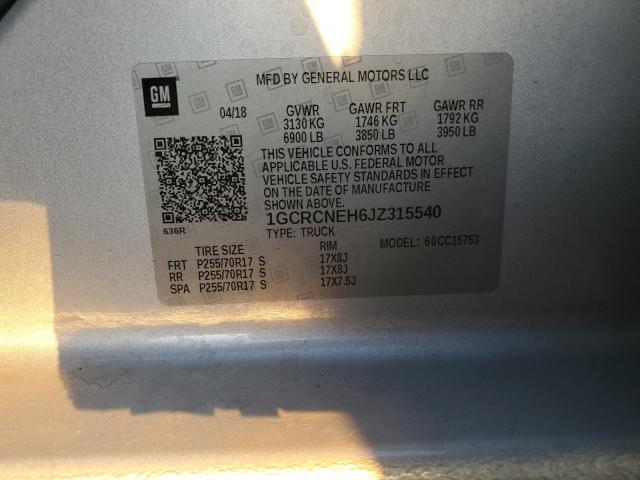 GM
MFD BY GENERAL MOTORS LLC
04/18 GVWR GAWR FRT GAWR RR
3130 KG 1746 KG 1792 KG
6900 LB 3850 LB 3950 LB
THIS VEHICLE CONFORMS TO ALL
APPLICABLE U.S. FEDERAL MOTOR
VEHICLE SAFETY STANDARDS IN EFFECT
ON THE DATE OF MANUFACTURE
SHOWN ABOVE.
1GCRCNEH6JZ315540
636R
TYPE: TRUCK
MODEL: 60CC15753
TIRE SIZE RIM
FRT P255/70R17 S 17X8J
RR P255/70R17 S 17X8J
SPA P255/70R17 S 17X7.5J